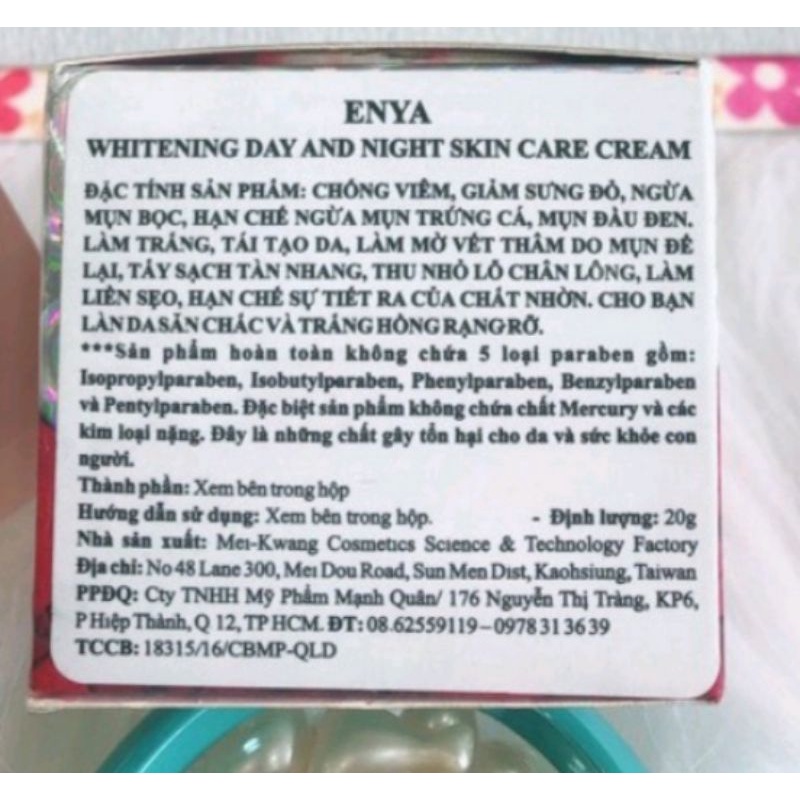 ENYA
WHITENING DAY AND NIGHT SKIN CARE CREAM
ĐẶC TÍNH SẢN PHẨM: CHỐNG VIÊM, GIẢM SƯNG ĐỎ, NGỪA
MỤN BỌC, HẠN CHẾ NGỪA MỤN TRỨNG CÁ, MỤN ĐẦU ĐEN.
LÀM TRẮNG, TÁI TẠO DA, LÀM MỜ VẾT THÂM DO MỤN ĐỂ
LẠI, TẨY SẠCH TÀN NHANG, THU NHỎ LỖ CHÂN LÔNG, LÀM
LIỀN SẸO, HẠN CHẾ SỰ TIẾT RA CỦA CHẤT NHỜN. CHO BẠN
LÀN DA SĂN CHẮC VÀ TRẮNG HỒNG RẠNG RỠ.
***Sản phẩm hoàn toàn không chứa 5 loại paraben gồm:
Isopropylparaben, Isobutylparaben, Phenylparaben, Benzylparaben
và Pentylparaben. Đặc biệt sản phẩm không chứa chất Mercury và các
kim loại nặng. Đây là những chất gây tổn hại cho da và sức khỏe con
người.
Thành phần: Xem bên trong hộp
Hướng dẫn sử dụng: Xem bên trong hộp. - Định lượng: 20g
Nhà sản xuất: Mei-Kwang Cosmetics Science & Technology Factory
Địa chỉ: No 48 Lane 300, Mei Dou Road, Sun Men Dist, Kaohsiung, Taiwan
PPĐQ: Cty TNHH Mỹ Phẩm Mạnh Quân/ 176 Nguyễn Thị Tràng, KP6,
P Hiệp Thành, Q 12, TP HCM. ĐT: 08.62559119 – 0978 31 36 39
TCCB: 18315/16/CBMP-QLD